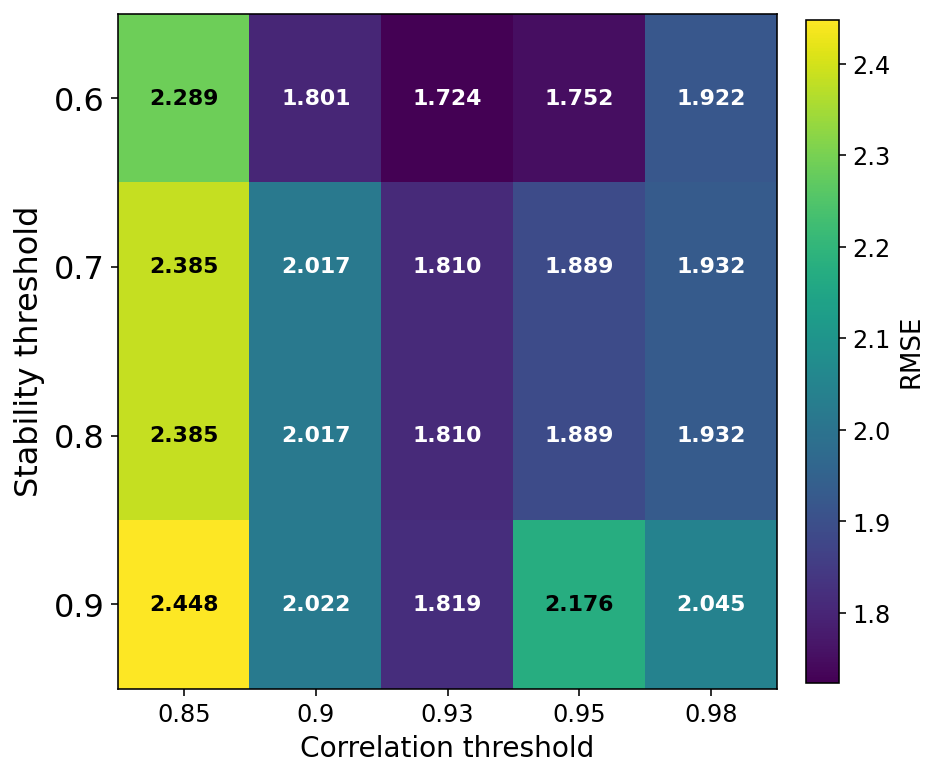 Stability threshold
0.6
2.289 1.801 1.724 1.752 1.922
0.7
2.385 2.017 1.810 1.889 1.932
0.8
2.385 2.017 1.810 1.889 1.932
0.9
2.448 2.022 1.819 2.176 2.045
0.85 0.9 0.93 0.95 0.98
Correlation threshold
2.4
2.3
2.2
2.1
2.0
1.9
1.8
RMSE